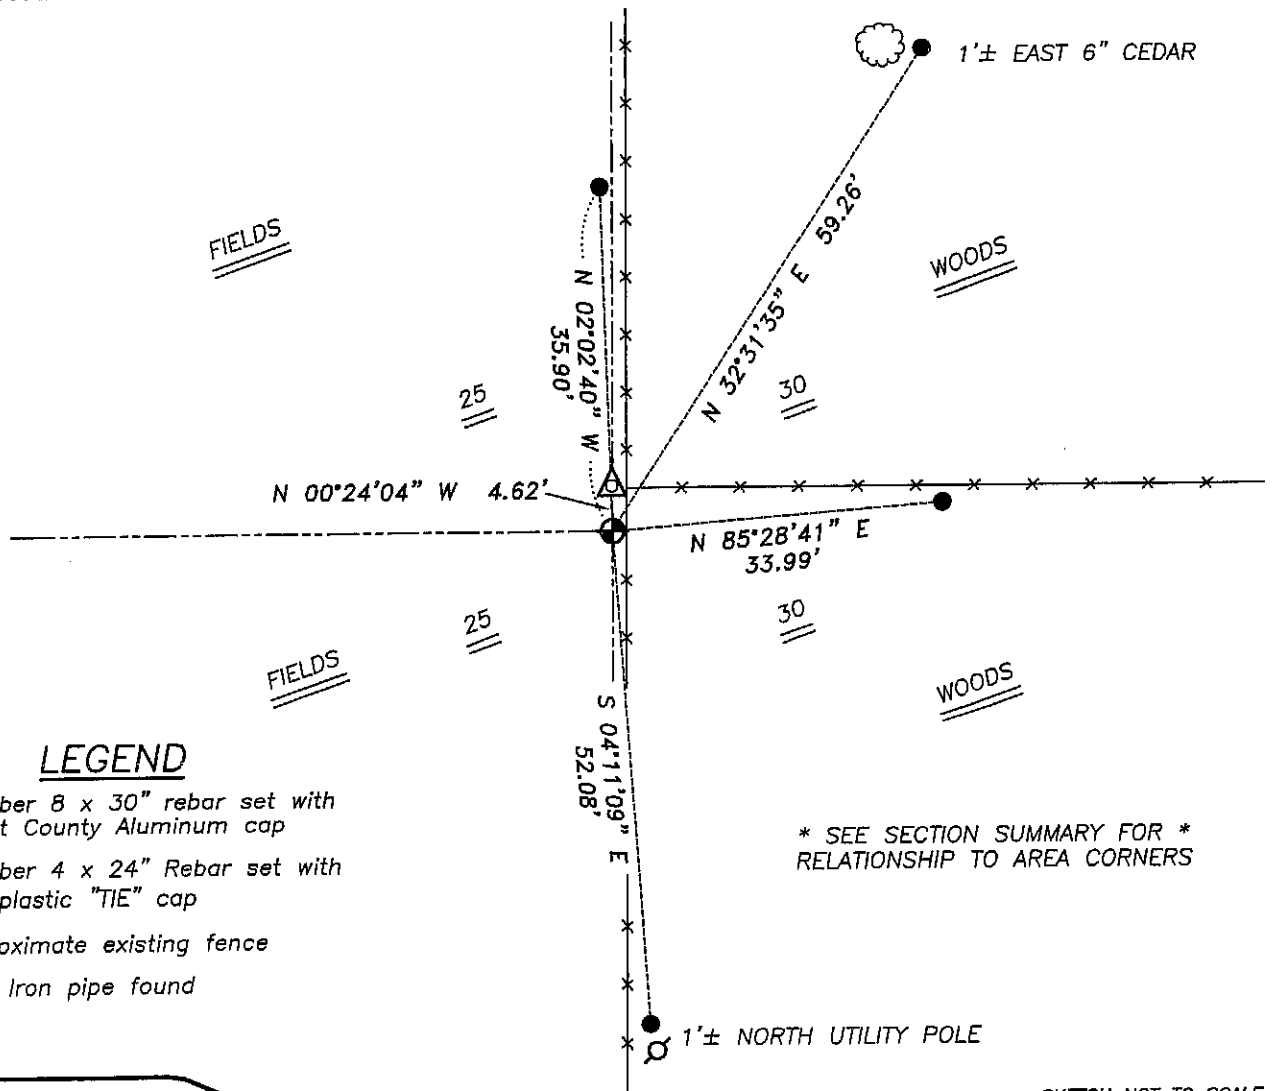 1'± EAST 6" CEDAR
FIELDS
WOODS
N 32°31'35" E 59.26'
N 02°02'40" W
35.90'
25
30
N 00°24'04" W 4.62'
N 85°28'41" E
33.99'
25
30
FIELDS
WOODS
S 04°11'09" E
52.08'
LEGEND
ber 8 x 30" rebar set with
t County Aluminum cap
ber 4 x 24" Rebar set with
plastic "TIE" cap
oximate existing fence
Iron pipe found
* SEE SECTION SUMMARY FOR *
RELATIONSHIP TO AREA CORNERS
1'± NORTH UTILITY POLE